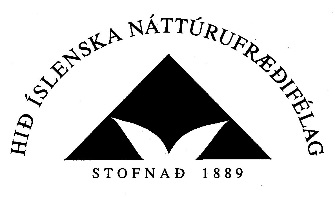 HIÐ ÍSLENSKA NÁTTÚRUFRÆÐIFÉLAG
STOFNAÐ 1889